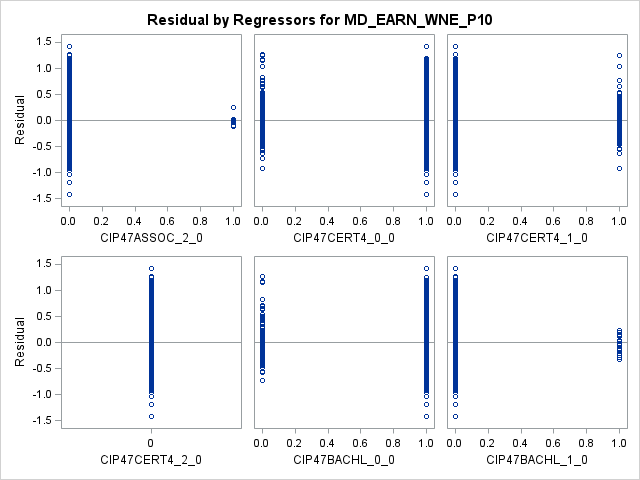 Residual by Regressors for MD_EARN_WNE_P10
1.5
1.0
0.5
0.0
-0.5
-1.0
-1.5
Residual
0.0 0.2 0.4 0.6 0.8 1.0
CIP47ASSOC_2_0
0.0 0.2 0.4 0.6 0.8 1.0
CIP47CERT4_0_0
0.0 0.2 0.4 0.6 0.8 1.0
CIP47CERT4_1_0
1.5
1.0
0.5
0.0
-0.5
-1.0
-1.5
Residual
0
CIP47CERT4_2_0
0.0 0.2 0.4 0.6 0.8 1.0
CIP47BACHL_0_0
0.0 0.2 0.4 0.6 0.8 1.0
CIP47BACHL_1_0